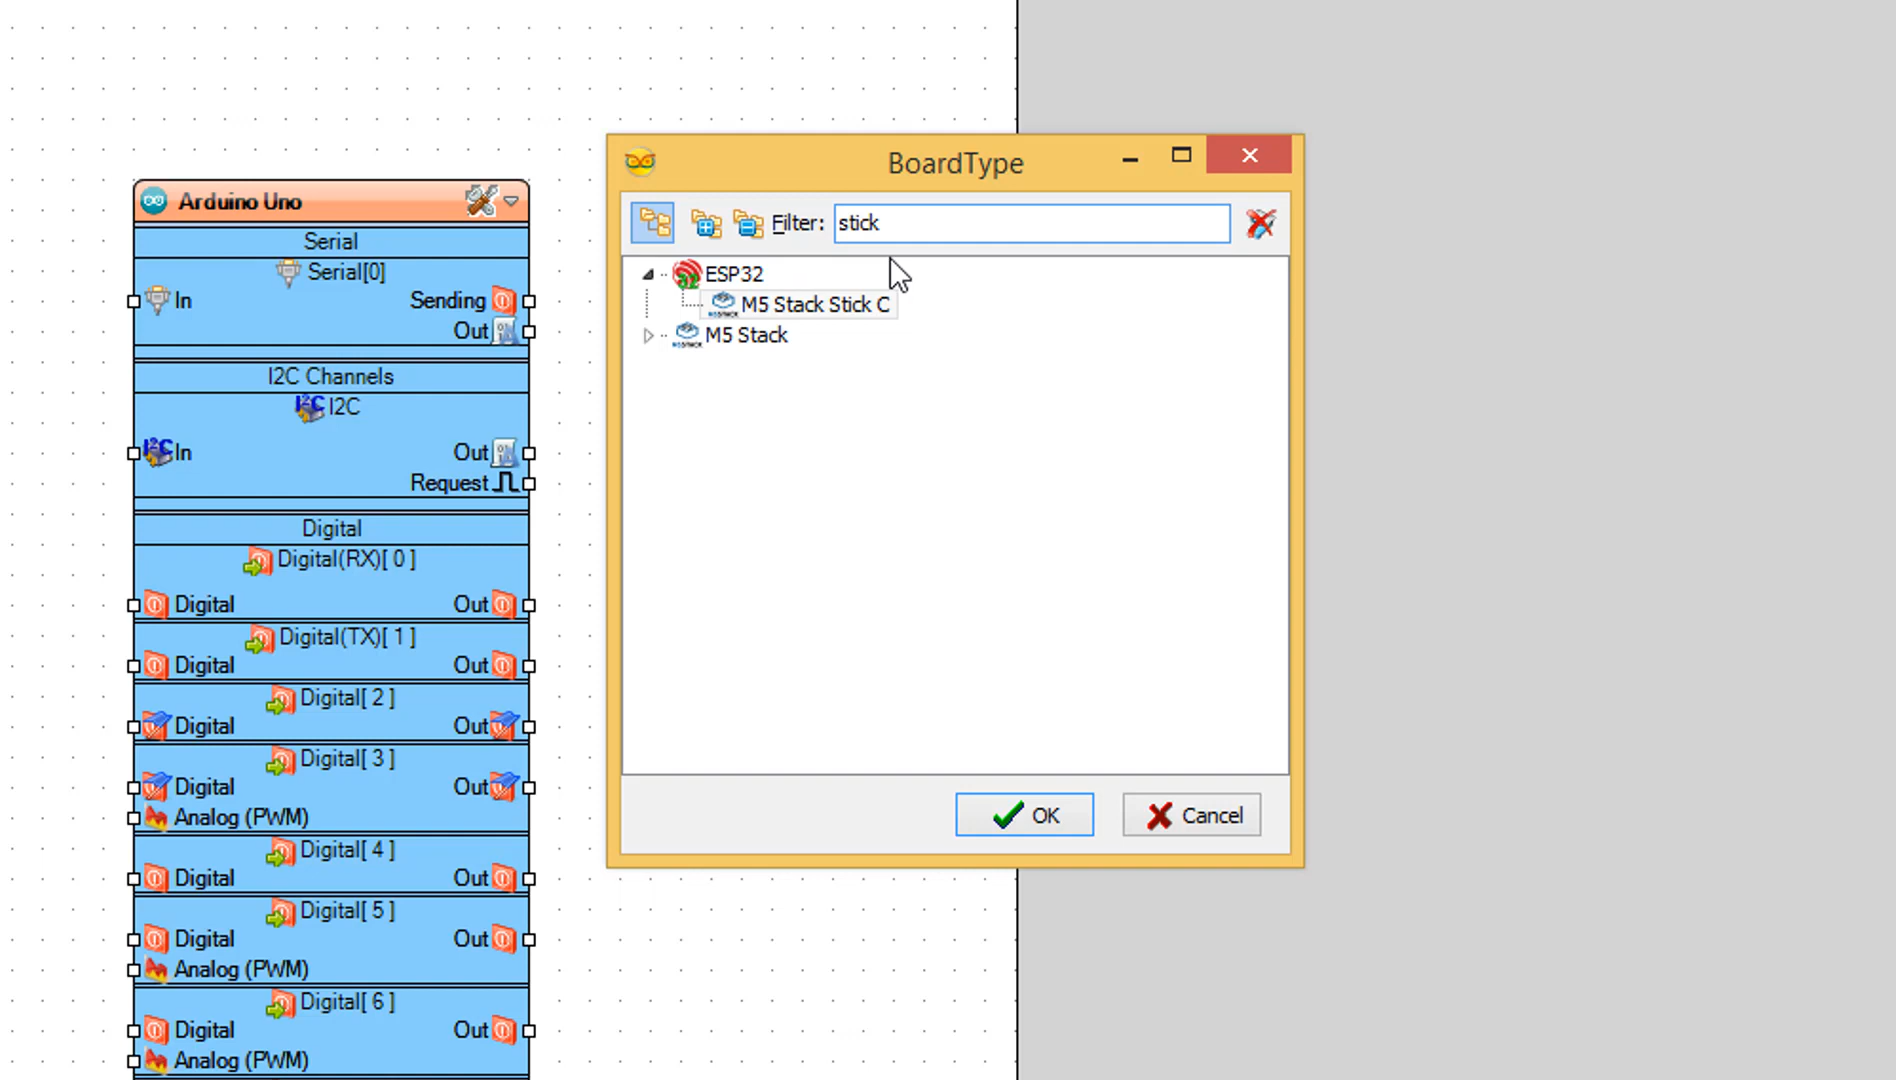 Arduino Uno
Serial
Serial[0]
In
Sending
Out
I2C Channels
I2C
In
Out
Request
Digital
Digital(RX)[ 0 ]
Digital
Out
Digital(TX)[ 1 ]
Digital
Out
Digital[ 2 ]
Digital
Out
Digital[ 3 ]
Digital
Out
Analog (PWM)
Digital[ 4 ]
Digital
Out
Digital[ 5 ]
Digital
Out
Analog (PWM)
Digital[ 6 ]
Digital
Out
Analog (PWM)
BoardType
Filter: stick
ESP32
M5 Stack Stick C
M5 Stack
OK
Cancel